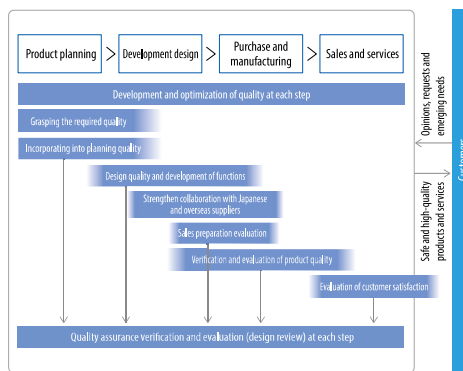 Product planning
Development design
Purchase and
manufacturing
Sales and services
Development and optimization of quality at each step
Grasping the required quality
Incorporating into planning quality
Design quality and development of functions
Strengthen collaboration with Japanese
and overseas suppliers
Sales preparation evaluation
Verification and evaluation of product quality
Evaluation of customer satisfaction
Quality assurance verification and evaluation (design review) at each step
Opinions, requests and
emerging needs
Safe and high-quality
products and services
Customers